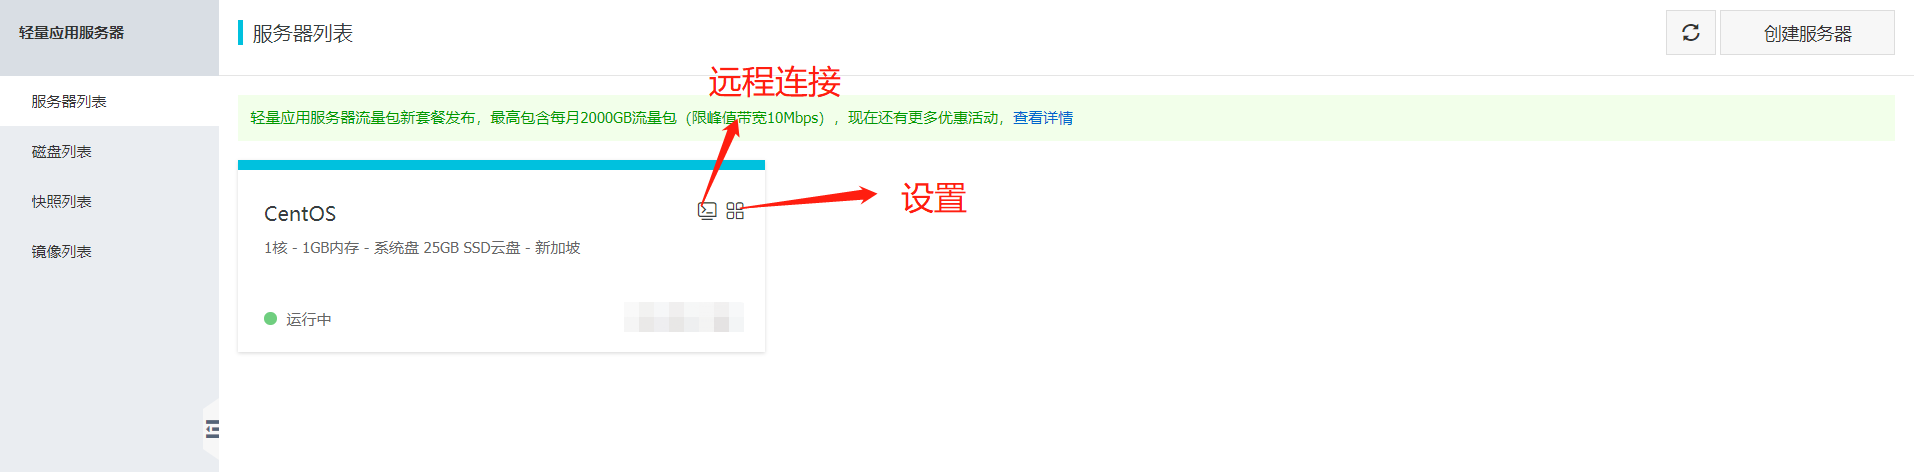 轻量应用服务器
服务器列表
磁盘列表
快照列表
镜像列表
服务器列表
创建服务器
远程连接
轻量应用服务器流量包新套餐发布，最高包含每月2000GB流量包（限峰值带宽10Mbps），现在还有更多优惠活动，查看详情
设置
CentOS
1核 - 1GB内存 - 系统盘 25GB SSD云盘 - 新加坡
运行中